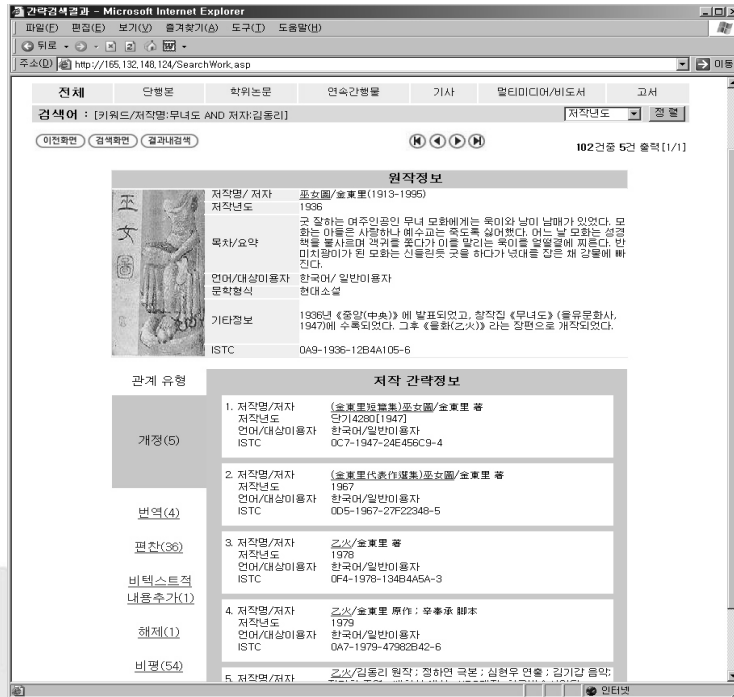 간략검색결과 - Microsoft Internet Explorer
파일(F) 편집(E) 보기(V) 즐겨찾기(A) 도구(T) 도움말(H)
뒤로
주소(D) http://165.132.148.124/SearchWork.asp 이동
전체 단행본 학위논문 연속간행물 기사 멀티미디어/비도서 고서
검색어 : [키워드/저작명:무녀도 AND 저자:김동리] 저작년도 정렬
이전화면 검색화면 결과내검색 102건중 5건 출력[1/1]
원작정보
巫女圖
저작명/ 저자 巫女圖/金東里(1913-1995)
저작년도 1936
목차/요약 굿 잘하는 여주인공인 무녀 모화에게는 욱이와 낭이 남매가 있었다. 모
화는 아들은 사랑하나 예수교는 죽도록 싫어했다. 어느 날 모화는 성경
책을 불사르며 객귀를 쫓다가 이를 말리는 욱이를 얼떨결에 찌른다. 반
미치광이가 된 모화는 신들린듯 굿을 하다가 넋대를 잡은 채 강물에 빠
진다.
언어/대상이용자 한국어/ 일반이용자
문학형식 현대소설
기타정보 1936년 《중앙(中央)》 에 발표되었고, 창작집 《무녀도》 (을유문화사,
1947)에 수록되었다. 그후 《을화(乙火)》 라는 장편으로 개작되었다.
ISTC 0A9-1936-12B4A105-6
관계 유형 저작 간략정보
개정(5)
번역(4)
편찬(36)
비텍스트적
내용추가(1)
해제(1)
비평(54)
1. 저작명/저자 (金東里短篇集)巫女圖/金東里 著
저작년도 단기4280[1947]
언어/대상이용자 한국어/일반이용자
ISTC 0C7-1947-24E456C9-4
2. 저작명/저자 (金東里代表作選集)巫女圖/金東里 著
저작년도 1967
언어/대상이용자 한국어/일반이용자
ISTC 0D5-1967-27F22348-5
3. 저작명/저자 乙火/金東里 著
저작년도 1978
언어/대상이용자 한국어/일반이용자
ISTC 0F4-1978-134B4A5A-3
4. 저작명/저자 乙火/金東里 原作 ; 辛奉承 脚本
저작년도 1979
언어/대상이용자 한국어/일반이용자
ISTC 0A7-1979-47982B42-6
5. 저작명/저자 乙火/김동리 원작 ; 정하연 극본 ; 심현우 연출 ; 김기갑 음악;
인터넷